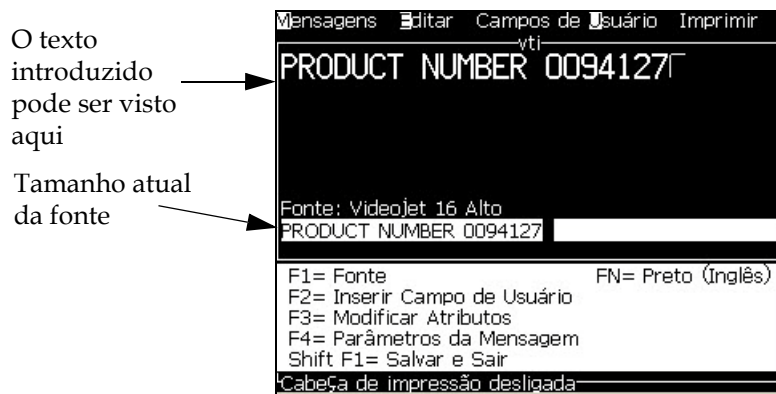 O texto
introduzido
pode ser visto
aqui
Tamanho atual
da fonte
Mensagens Editar Campos de Usuário Imprimir
vti
PRODUCT NUMBER 0094127
Fonte: Videojet 16 Alto
PRODUCT NUMBER 0094127
F1= Fonte FN= Preto (Inglês)
F2= Inserir Campo de Usuário
F3= Modificar Atributos
F4= Parâmetros da Mensagem
Shift F1= Salvar e Sair
Cabeça de impressão desligada